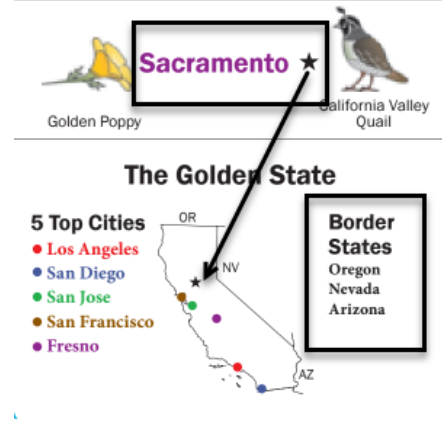 Sacramento
Golden Poppy
California Valley
Quail
The Golden State
5 Top Cities
Los Angeles
San Diego
San Jose
San Francisco
Fresno
OR
NV
AZ
Border
States
Oregon
Nevada
Arizona